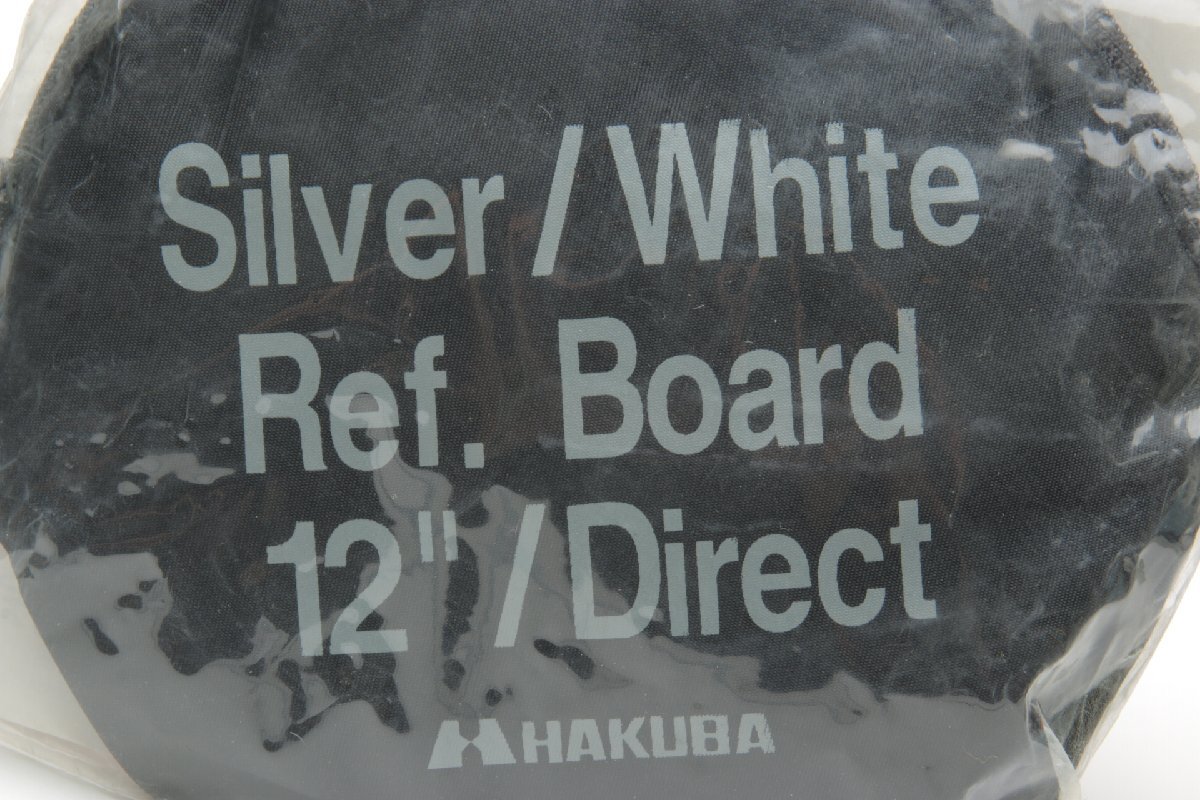 Silver/White
Ref. Board
12"/Direct
HAKUBA